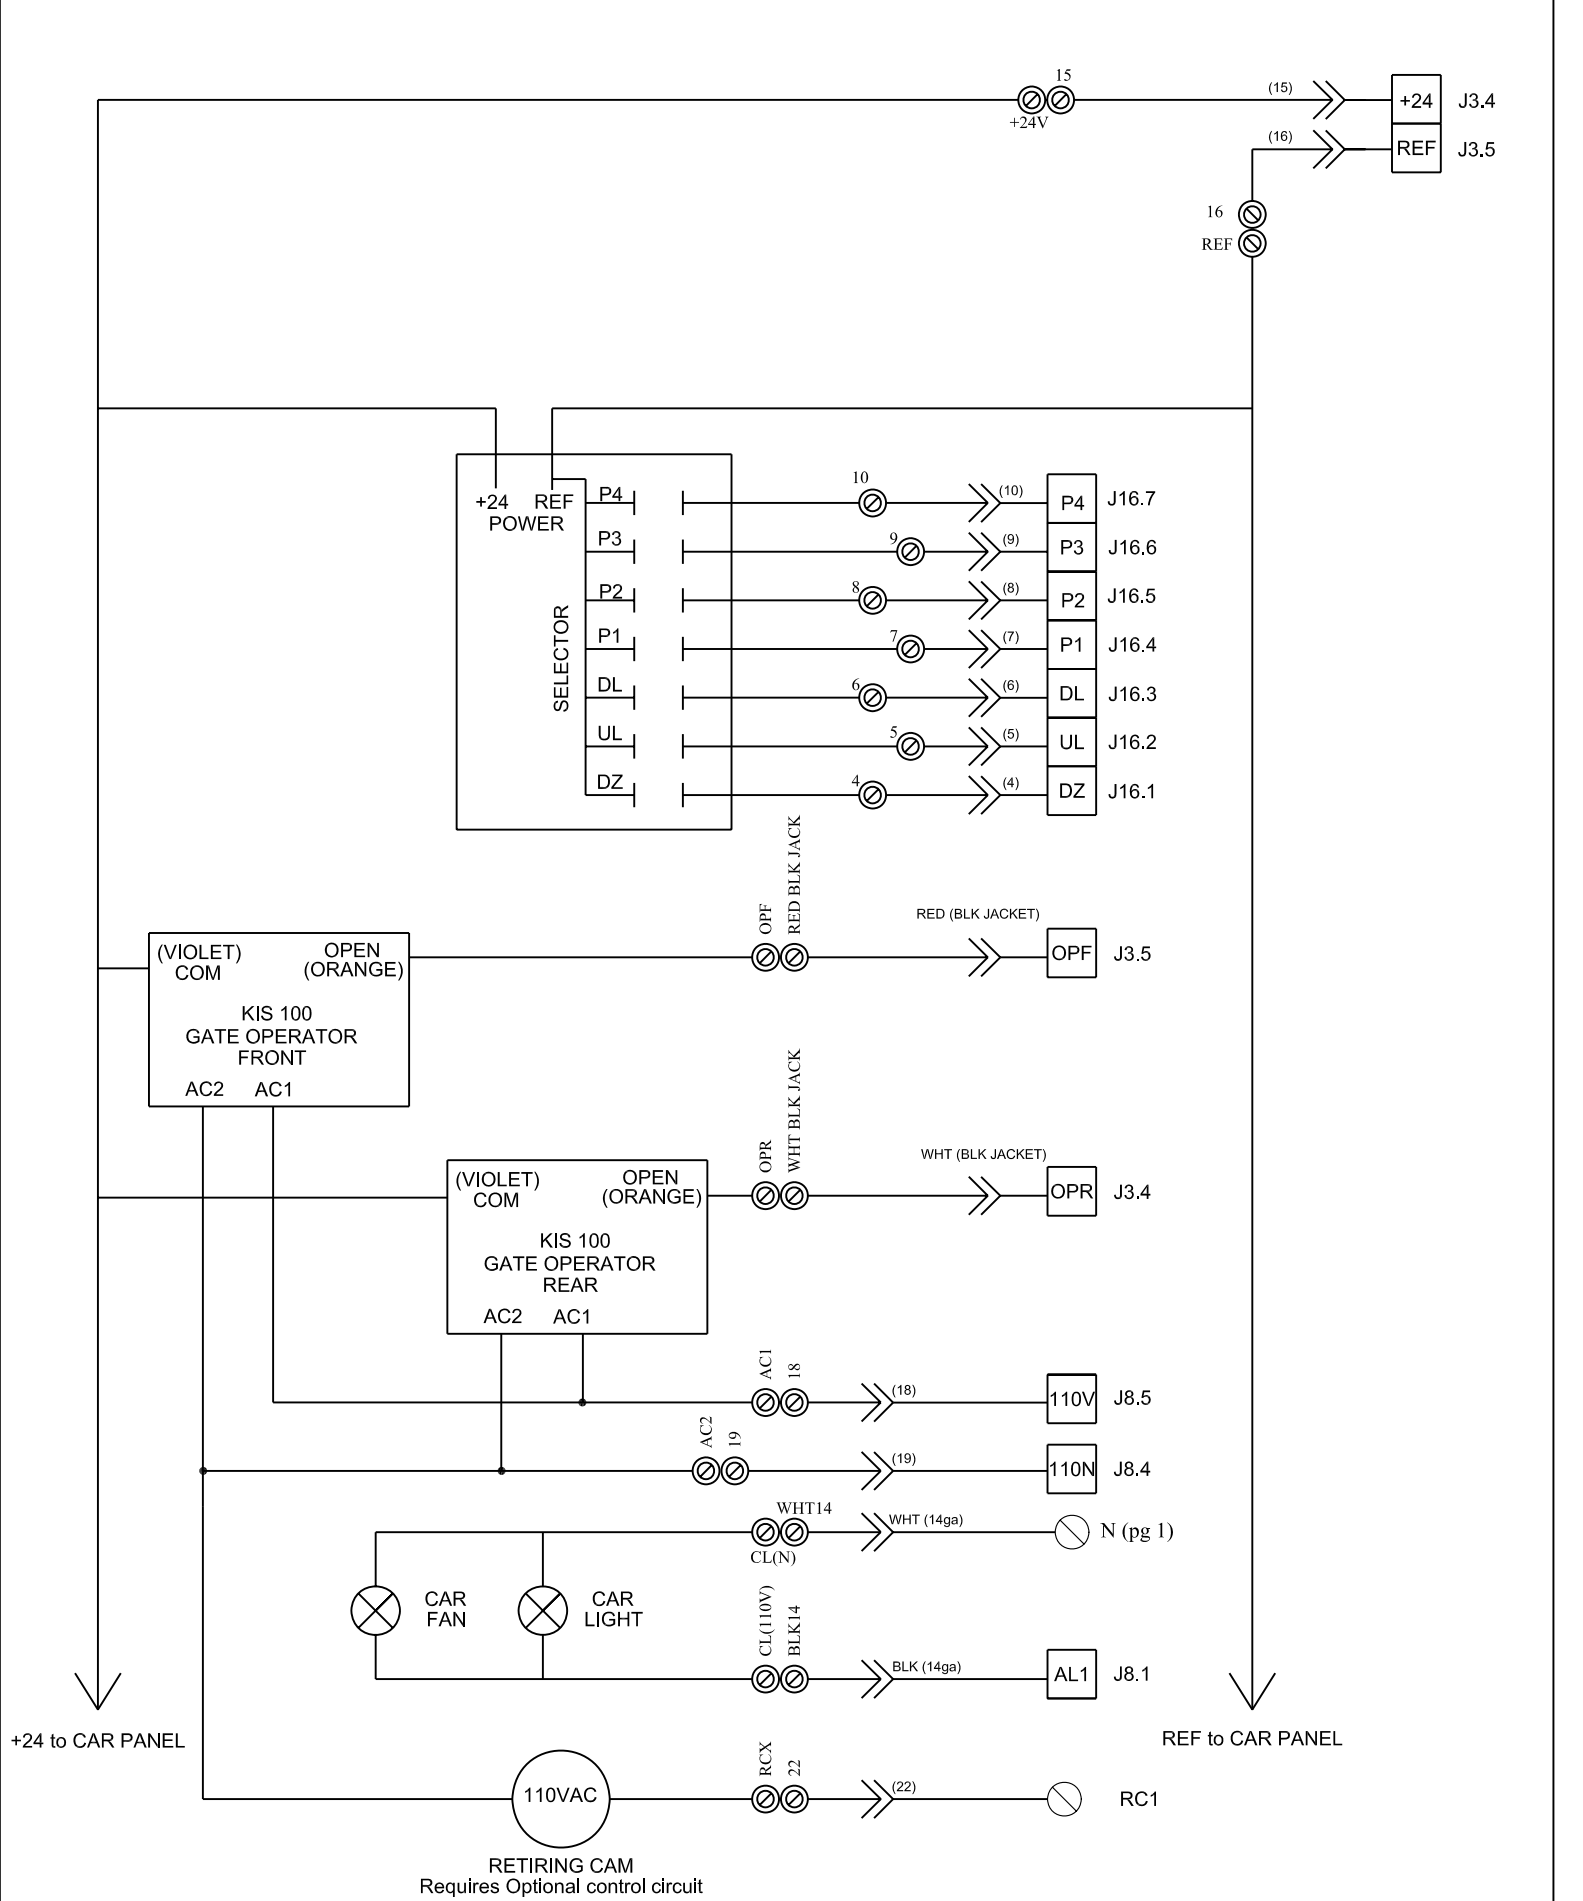 15
(15)
+24
J3.4
+24V
(16)
REF
J3.5
16
REF
+24
REF
POWER
SELECTOR
P4
10
(10)
P4
J16.7
P3
9
(9)
P3
J16.6
P2
8
(8)
P2
J16.5
P1
7
(7)
P1
J16.4
DL
6
(6)
DL
J16.3
UL
5
(5)
UL
J16.2
DZ
4
(4)
DZ
J16.1
(VIOLET)
COM
OPEN
(ORANGE)
KIS 100
GATE OPERATOR
FRONT
AC2
AC1
OPF
RED BLK JACK
RED (BLK JACKET)
OPF
J3.5
(VIOLET)
COM
OPEN
(ORANGE)
KIS 100
GATE OPERATOR
REAR
AC2
AC1
OPR
WHT BLK JACK
WHT (BLK JACKET)
OPR
J3.4
AC1
18
(18)
110V
J8.5
AC2
19
(19)
110N
J8.4
WHT14
CL(N)
WHT (14ga)
N (pg 1)
CAR
FAN
CAR
LIGHT
CL(110V)
BLK14
BLK (14ga)
AL1
J8.1
+24 to CAR PANEL
REF to CAR PANEL
110VAC
RCX
22
(22)
RC1
RETIRING CAM
Requires Optional control circuit